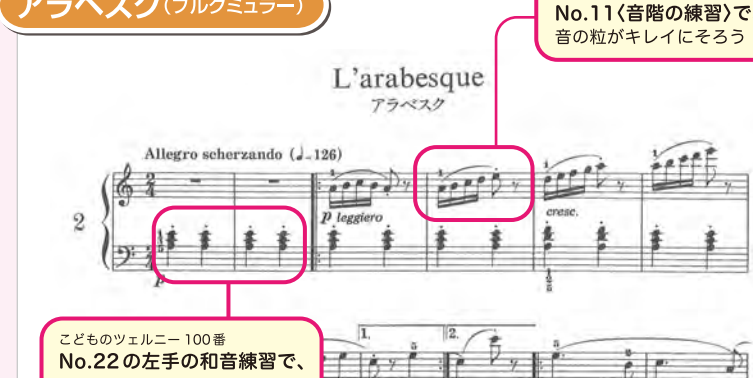 アラベスク(ブルクミュラー)
No.11〈音階の練習〉で
音の粒がキレイにそろう
L'arabesque
アラベスク
Allegro scherzando (♩=126)
2
p leggiero
cresc.
p
1.
2.
こどものツェルニー100番
No.22の左手の和音練習で、